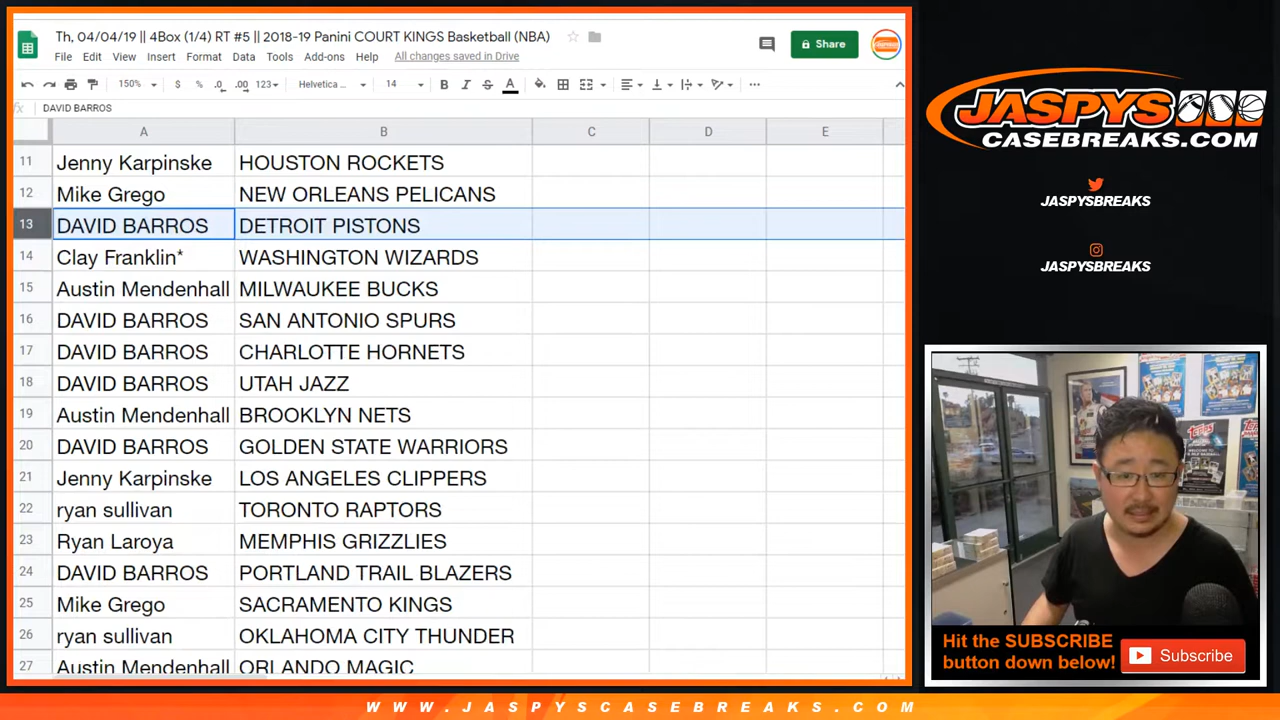 Th, 04/04/19 || 4Box (1/4) RT #5 || 2018-19 Panini COURT KINGS Basketball (NBA)
File Edit View Insert Format Data Tools Add-ons Help All changes saved in Drive
Share
150% $ % .0 .00 123 Helvetica ... 14 B I S A
fx DAVID BARROS
A B C D E
11 Jenny Karpinske HOUSTON ROCKETS
12 Mike Grego NEW ORLEANS PELICANS
13 DAVID BARROS DETROIT PISTONS
14 Clay Franklin* WASHINGTON WIZARDS
15 Austin Mendenhall MILWAUKEE BUCKS
16 DAVID BARROS SAN ANTONIO SPURS
17 DAVID BARROS CHARLOTTE HORNETS
18 DAVID BARROS UTAH JAZZ
19 Austin Mendenhall BROOKLYN NETS
20 DAVID BARROS GOLDEN STATE WARRIORS
21 Jenny Karpinske LOS ANGELES CLIPPERS
22 ryan sullivan TORONTO RAPTORS
23 Ryan Laroya MEMPHIS GRIZZLIES
24 DAVID BARROS PORTLAND TRAIL BLAZERS
25 Mike Grego SACRAMENTO KINGS
26 ryan sullivan OKLAHOMA CITY THUNDER
27 Austin Mendenhall ORLANDO MAGIC
JASPYS
CASEBREAKS.COM
JASPYSBREAKS
JASPYSBREAKS
TOPPS
Hit the SUBSCRIBE
button down below!
Subscribe
WWW.JASPYSCASEBREAKS.COM